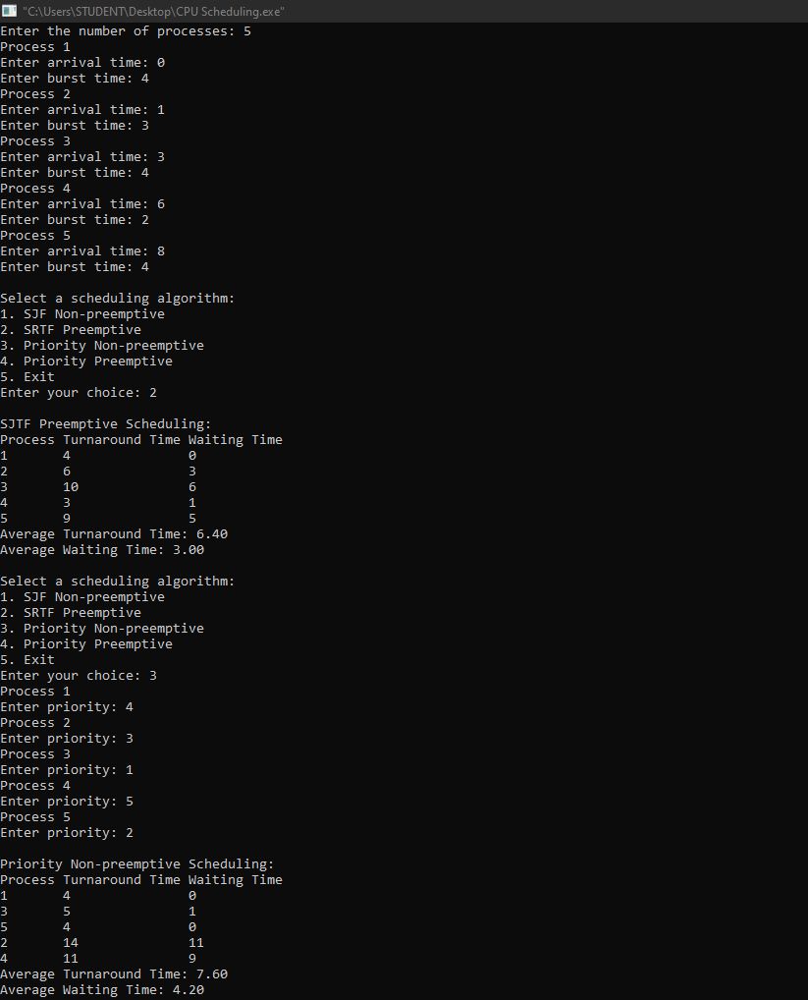 "C:\Users\STUDENT\Desktop\CPU Scheduling.exe"
Enter the number of processes: 5
Process 1
Enter arrival time: 0
Enter burst time: 4
Process 2
Enter arrival time: 1
Enter burst time: 3
Process 3
Enter arrival time: 3
Enter burst time: 4
Process 4
Enter arrival time: 6
Enter burst time: 2
Process 5
Enter arrival time: 8
Enter burst time: 4

Select a scheduling algorithm:
1. SJF Non-preemptive
2. SRTF Preemptive
3. Priority Non-preemptive
4. Priority Preemptive
5. Exit
Enter your choice: 2

SJTF Preemptive Scheduling:
Process Turnaround Time Waiting Time
1       4               0
2       6               3
3       10              6
4       3               1
5       9               5
Average Turnaround Time: 6.40
Average Waiting Time: 3.00

Select a scheduling algorithm:
1. SJF Non-preemptive
2. SRTF Preemptive
3. Priority Non-preemptive
4. Priority Preemptive
5. Exit
Enter your choice: 3
Process 1
Enter priority: 4
Process 2
Enter priority: 3
Process 3
Enter priority: 1
Process 4
Enter priority: 5
Process 5
Enter priority: 2

Priority Non-preemptive Scheduling:
Process Turnaround Time Waiting Time
1       4               0
3       5               1
5       4               0
2       14              11
4       11              9
Average Turnaround Time: 7.60
Average Waiting Time: 4.20